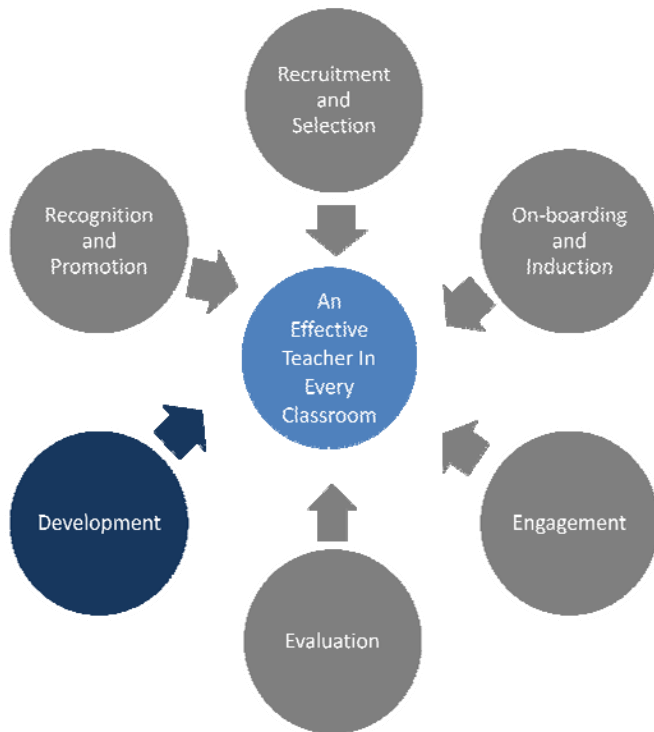 Recruitment
and
Selection
On-boarding
and
Induction
Engagement
Evaluation
Development
Recognition
and
Promotion
An
Effective
Teacher In
Every
Classroom